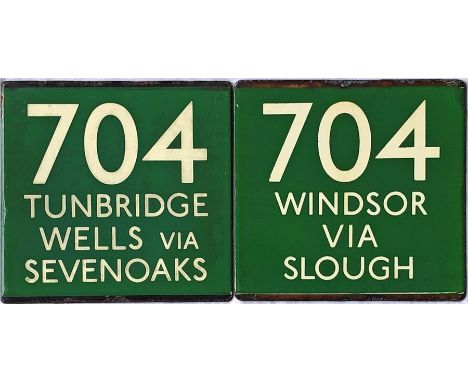 704
TUNBRIDGE
WELLS VIA
SEVENOAKS
704
WINDSOR
VIA
SLOUGH